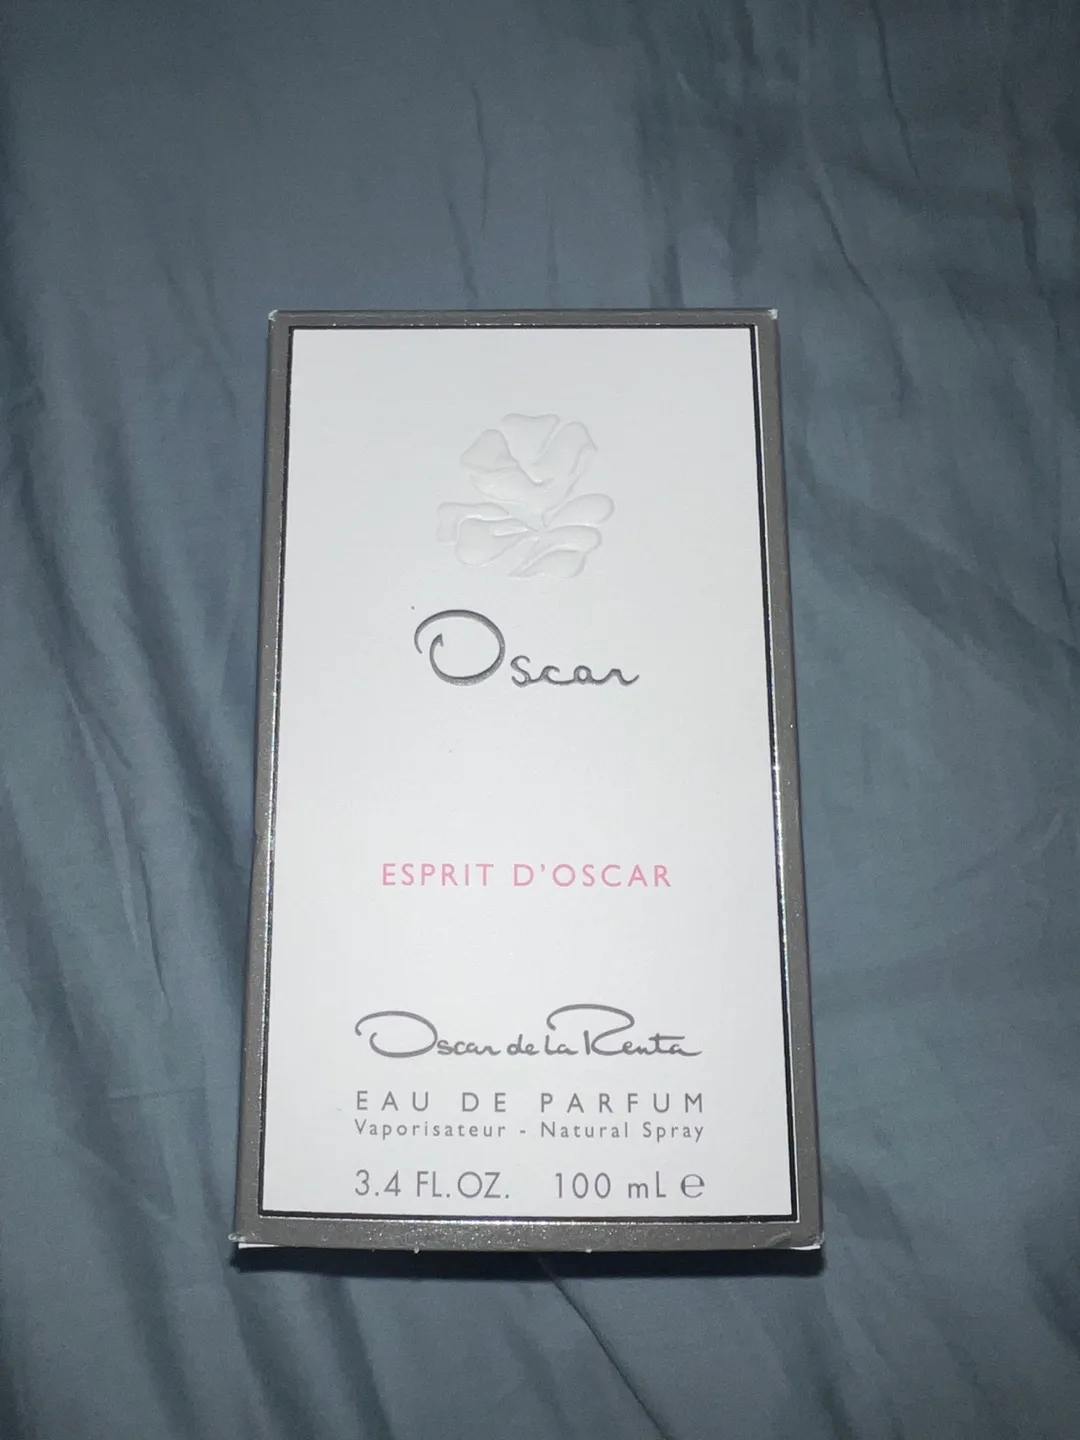 Oscar
ESPRIT D'OSCAR
Oscar de la Renta
EAU DE PARFUM
Vaporisateur - Natural Spray
3.4 FL.OZ. 100 mL ℮